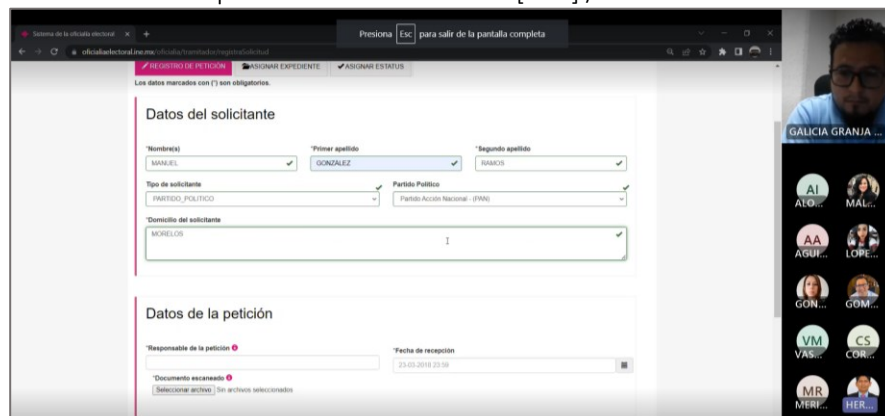 Sistema de la oficialía electoral
Presiona Esc para salir de la pantalla completa
oficialiaelectoral.ine.mx/oficialia/tramitador/registraSolicitud
REGISTRO DE PETICIÓN ASIGNAR EXPEDIENTE ASIGNAR ESTATUS
Los datos marcados con (*) son obligatorios.
Datos del solicitante
*Nombre(s) *Primer apellido *Segundo apellido
MANUEL GONZÁLEZ RAMOS
Tipo de solicitante Partido Político
PARTIDO_POLITICO Partido Acción Nacional - (PAN)
*Domicilio del solicitante
MORELOS
Datos de la petición
*Responsable de la petición
*Fecha de recepción
23-03-2018 23:59
*Documento escaneado
Seleccionar archivo Sin archivos seleccionados
GALICIA GRANJA ...
AI
ALO... MAL...
AA
AGUI... LOPE...
GON... GOM...
VM CS
VAS... COR...
MR
MERI... HER...